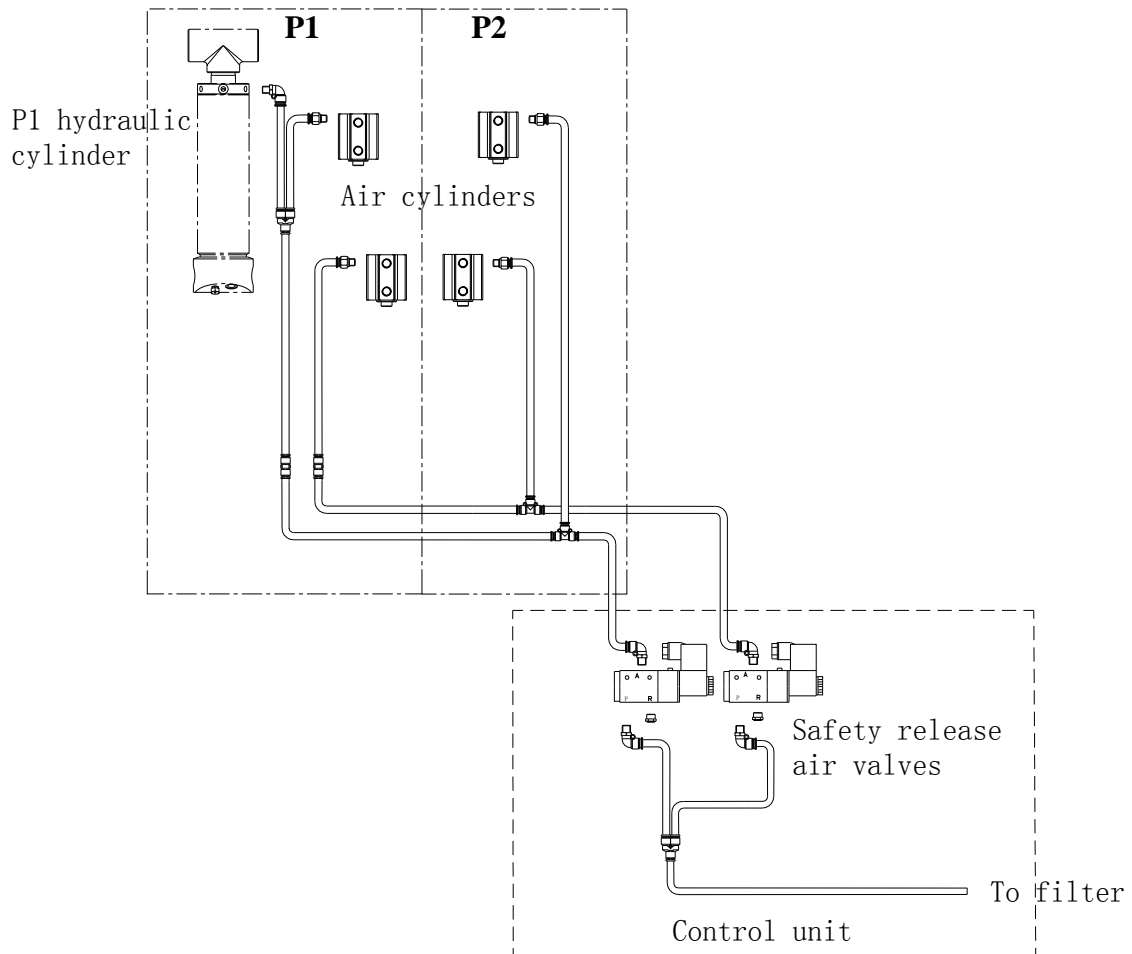 P1 P2
P1 hydraulic
cylinder
Air cylinders
A A
P R P R
Safety release
air valves
To filter
Control unit